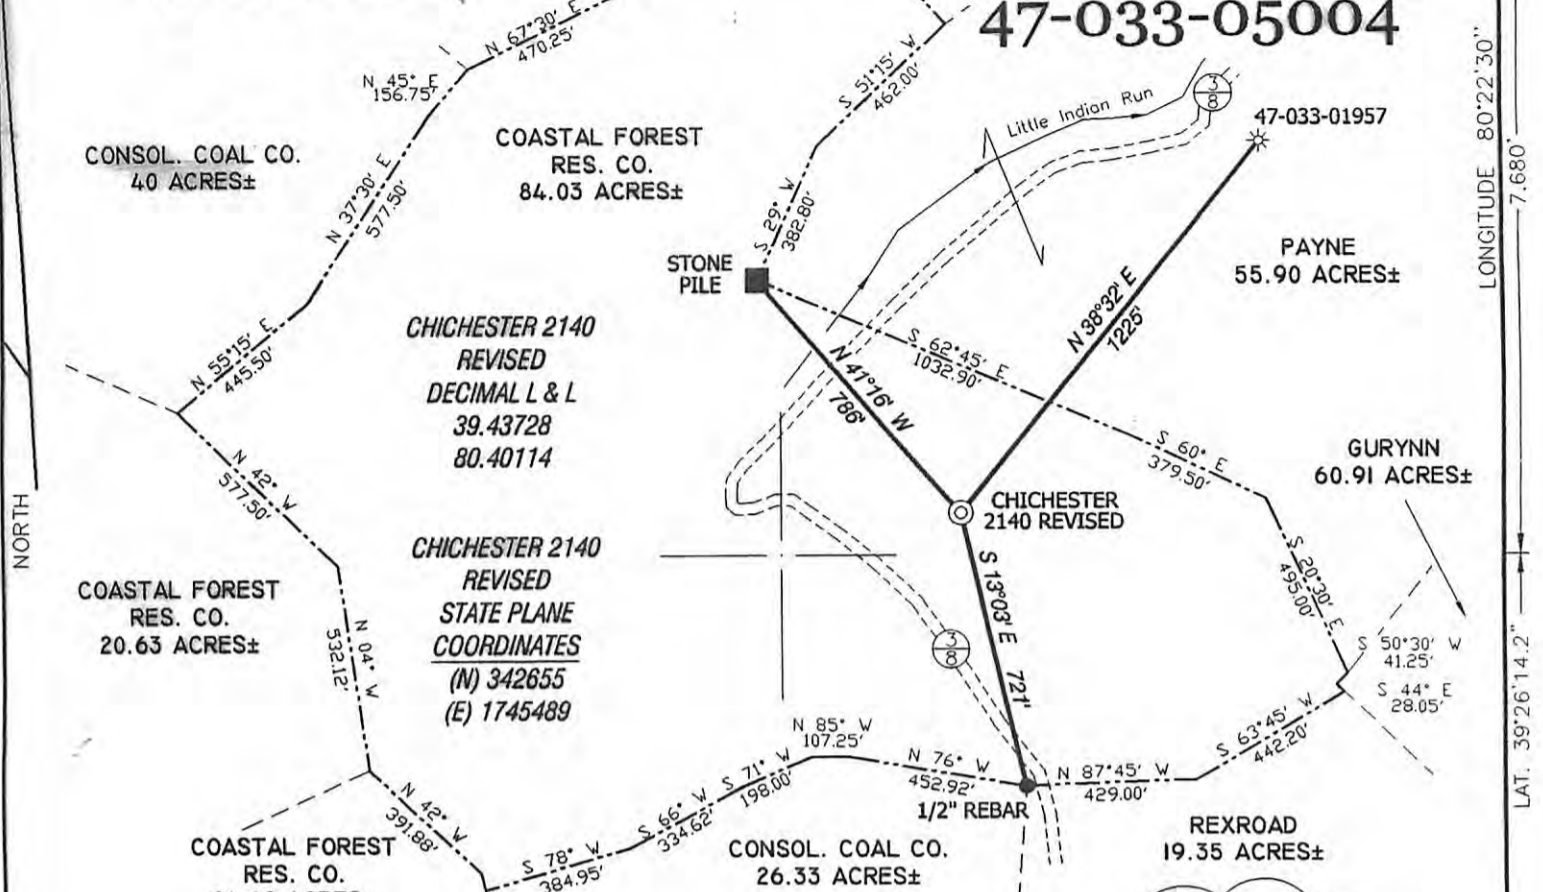 47-033-05004
N 67°30' E
470.25'
N 45° E
156.75'
S 51°15' W
462.00'
Little Indian Run
3
8
47-033-01957
LONGITUDE 80°22'30"
7.680'
CONSOL. COAL CO.
40 ACRES±
COASTAL FOREST
RES. CO.
84.03 ACRES±
N 37°30' E
577.50'
S 29° W
382.80'
STONE
PILE
PAYNE
55.90 ACRES±
N 38°32' E
1225'
N 55°15' E
445.50'
CHICHESTER 2140
REVISED
DECIMAL L & L
39.43728
80.40114
N 41°16' W
786'
S 62°45' E
1032.90'
S 60° E
379.50'
GURYNN
60.91 ACRES±
N 42° W
577.50'
CHICHESTER
2140 REVISED
NORTH
CHICHESTER 2140
REVISED
STATE PLANE
COORDINATES
(N) 342655
(E) 1745489
S 13°03' E 721'
S 20°30' E
495.00'
COASTAL FOREST
RES. CO.
20.63 ACRES±
N 04° W
532.12'
3
8
S 50°30' W
41.25'
S 44° E
28.05'
LAT. 39°26'14.2"
N 85° W
107.25'
S 71° W
198.00'
N 76° W
452.92'
N 87°45' W
429.00'
S 63°45' W
442.20'
1/2" REBAR
N 42° W
391.88'
S 66° W
334.62'
S 78° W
384.95'
COASTAL FOREST
RES. CO.
CONSOL. COAL CO.
26.33 ACRES±
REXROAD
19.35 ACRES±